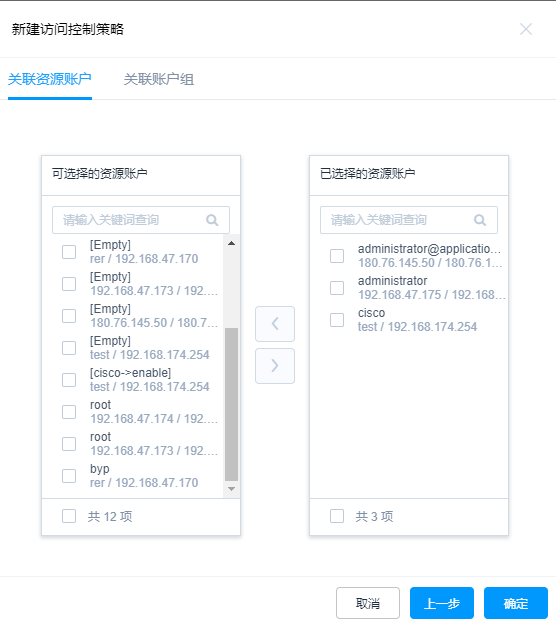 新建访问控制策略
关联资源账户 关联账户组
可选择的资源账户
请输入关键词查询
[Empty]
rer / 192.168.47.170
[Empty]
192.168.47.173 / 192....
[Empty]
180.76.145.50 / 180.7...
[Empty]
test / 192.168.174.254
[cisco->enable]
test / 192.168.174.254
root
192.168.47.174 / 192....
root
192.168.47.173 / 192....
byp
rer / 192.168.47.170
共 12 项
已选择的资源账户
请输入关键词查询
administrator@applicatio...
180.76.145.50 / 180.76.1...
administrator
192.168.47.175 / 192.168...
cisco
test / 192.168.174.254
共 3 项
取消 上一步 确定